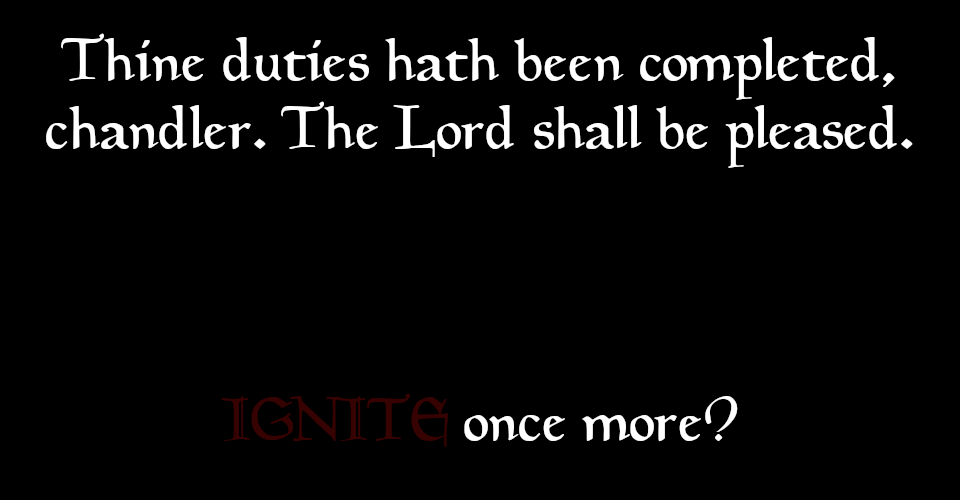 Thine duties hath been completed,
chandler. The Lord shall be pleased.
IGNITE once more?